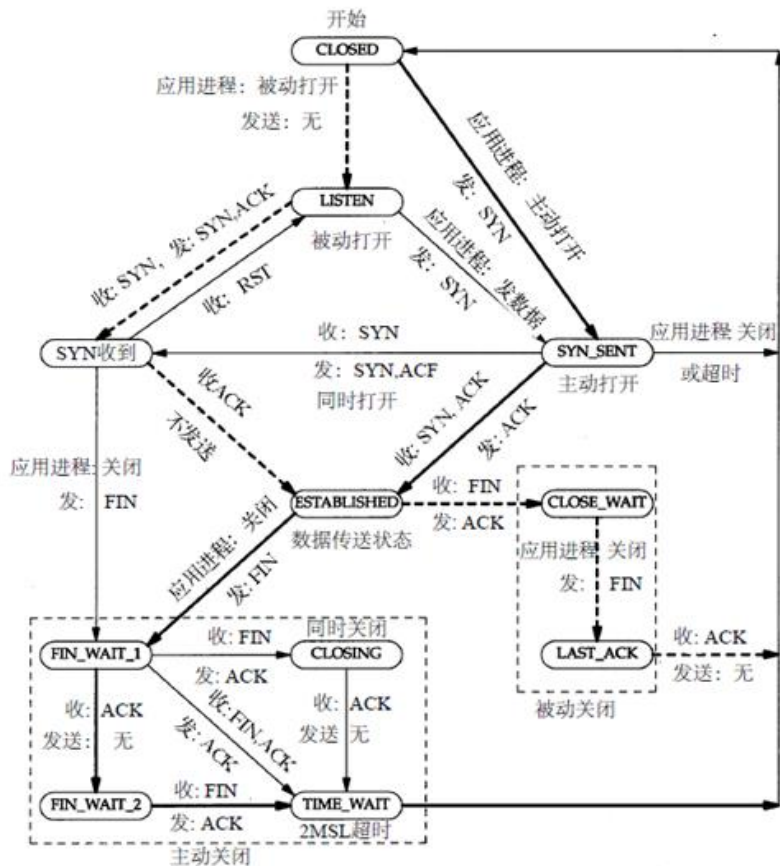 开始
CLOSED
应用进程：被动打开
发送：无
应用进程：主动打开
发：SYN
LISTEN
被动打开
收: SYN，发: SYN,ACK
收: RST
应用进程：发数据
发：SYN
SYN收到
收：SYN
发：SYN,ACF
同时打开
SYN_SENT
主动打开
应用进程 关闭
或超时
收ACK
不发送
收: SYN, ACK
发: ACK
应用进程: 关闭
发: FIN
ESTABLISHED
数据传送状态
收: FIN
发: ACK
CLOSE_WAIT
应用进程 关闭
发: FIN
应用进程：关闭
发: FIN
LAST_ACK
收: ACK
发送: 无
被动关闭
FIN_WAIT_1
收: FIN
发: ACK
同时关闭
CLOSING
收: ACK
发送: 无
收: FIN,ACK
发: ACK
收: ACK
发送 无
FIN_WAIT_2
收: FIN
发: ACK
TIME_WAIT
2MSL超时
主动关闭